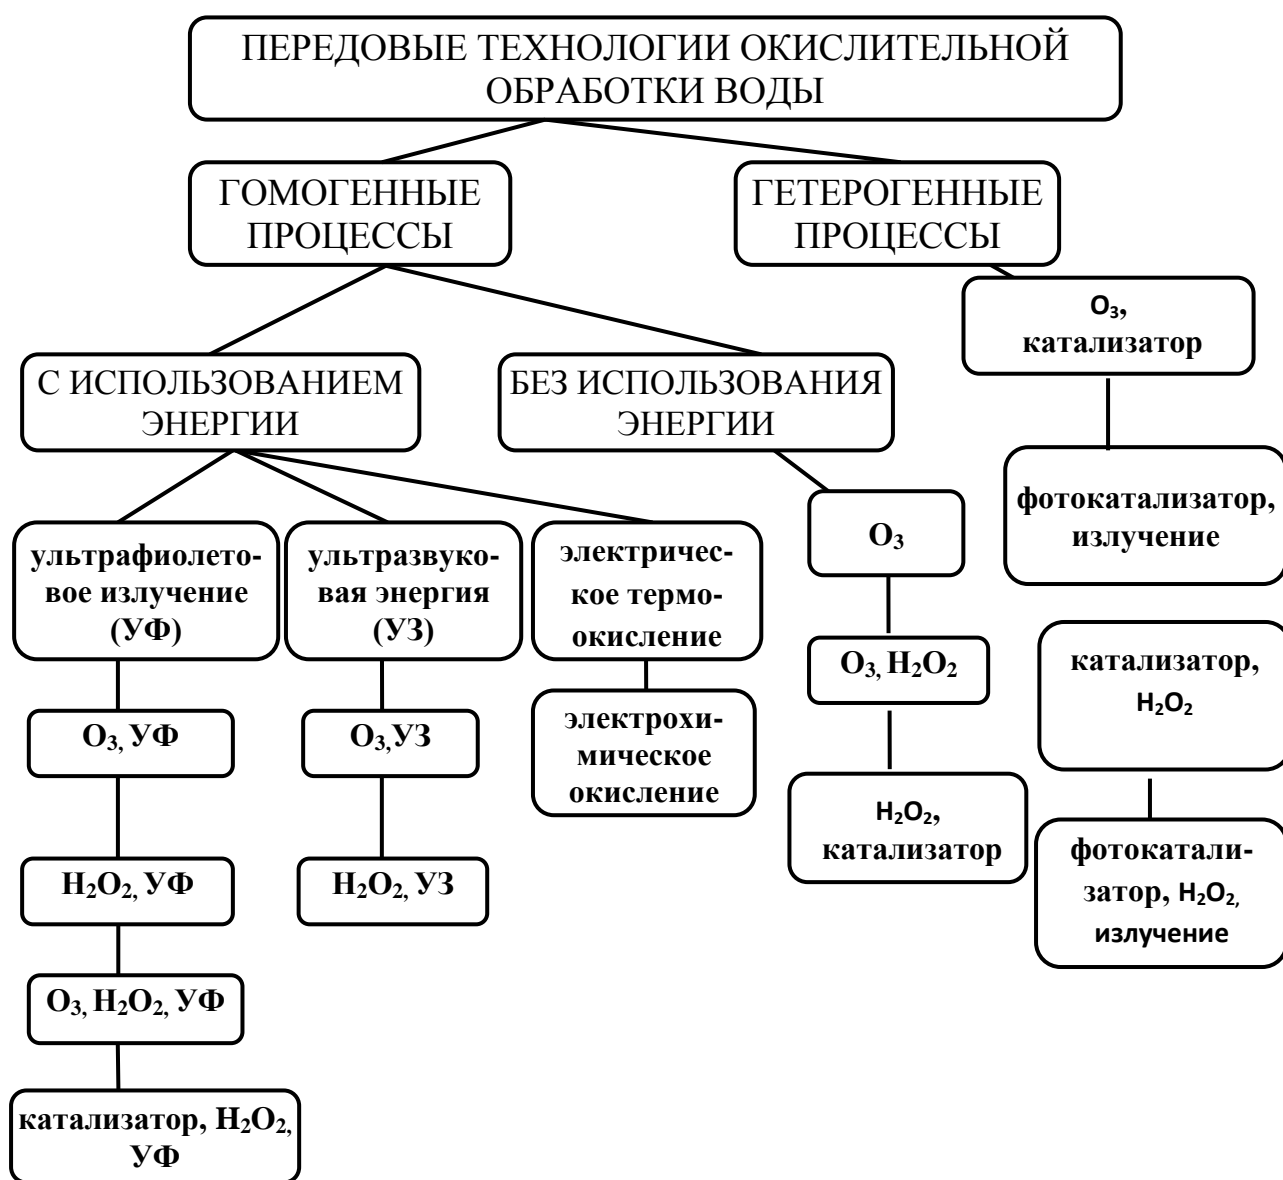 ПЕРЕДОВЫЕ ТЕХНОЛОГИИ ОКИСЛИТЕЛЬНОЙ
ОБРАБОТКИ ВОДЫ
ГОМОГЕННЫЕ
ПРОЦЕССЫ
ГЕТЕРОГЕННЫЕ
ПРОЦЕССЫ
С ИСПОЛЬЗОВАНИЕМ
ЭНЕРГИИ
БЕЗ ИСПОЛЬЗОВАНИЯ
ЭНЕРГИИ
O₃,
катализатор
фотокатализатор,
излучение
катализатор,
H₂O₂
фотокатали-
затор, H₂O₂,
излучение
ультрафиолето-
вое излучение
(УФ)
O₃, УФ
H₂O₂, УФ
O₃, H₂O₂, УФ
катализатор, H₂O₂,
УФ
ультразвуко-
вая энергия
(УЗ)
O₃,УЗ
H₂O₂, УЗ
электричес-
кое термо-
окисление
электрохи-
мическое
окисление
O₃
O₃, H₂O₂
H₂O₂,
катализатор